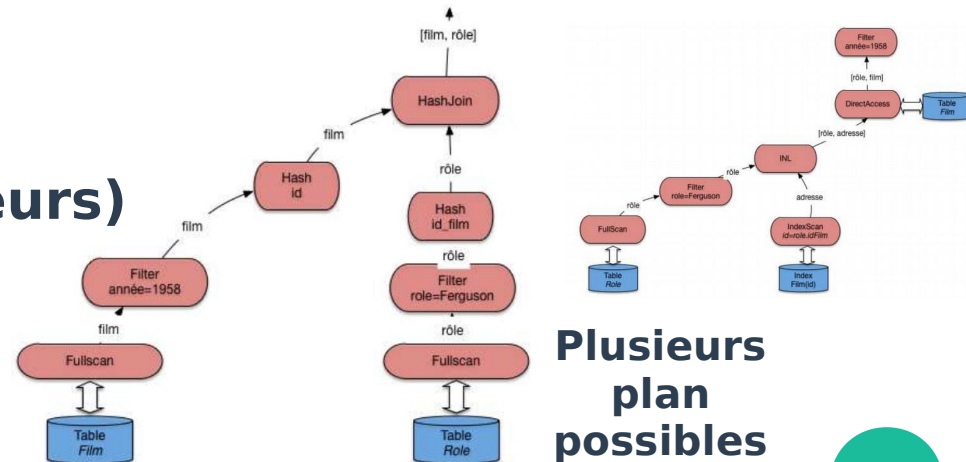 eurs)
[film, rôle]
HashJoin
film
Hash
id
rôle
Hash
id_film
film
rôle
Filter
année=1958
Filter
role=Ferguson
film
rôle
Fullscan
Fullscan
Table
Film
Table
Role
Filter
année=1958
[rôle, film]
DirectAccess
Table
Film
[rôle, adresse]
INL
rôle
Filter
role=Ferguson
adresse
rôle
FullScan
IndexScan
id=role.idFilm
Table
Role
Index
Film(id)
Plusieurs
plan
possibles